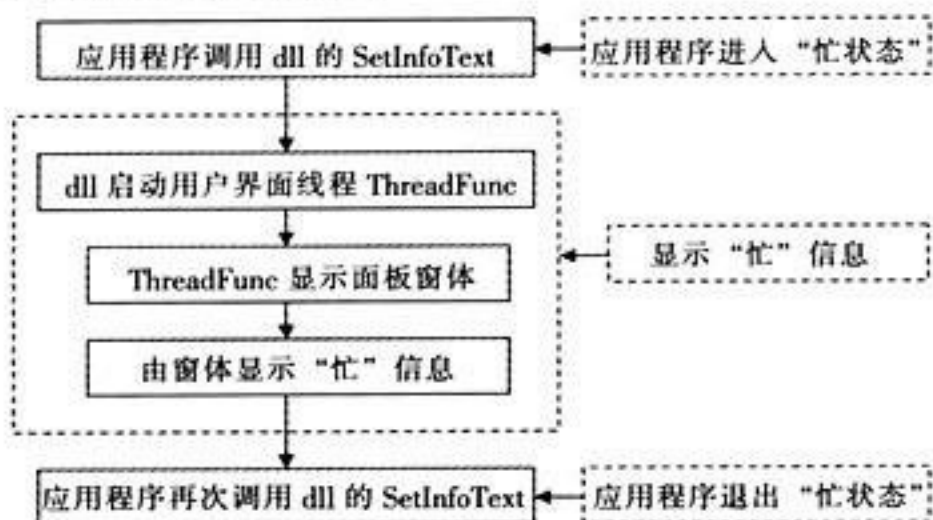 应用程序调用 dll 的 SetInfoText
应用程序进入“忙状态”
dll 启动用户界面线程 ThreadFunc
ThreadFunc 显示面板窗体
显示“忙”信息
由窗体显示“忙”信息
应用程序再次调用 dll 的 SetInfoText
应用程序退出“忙状态”